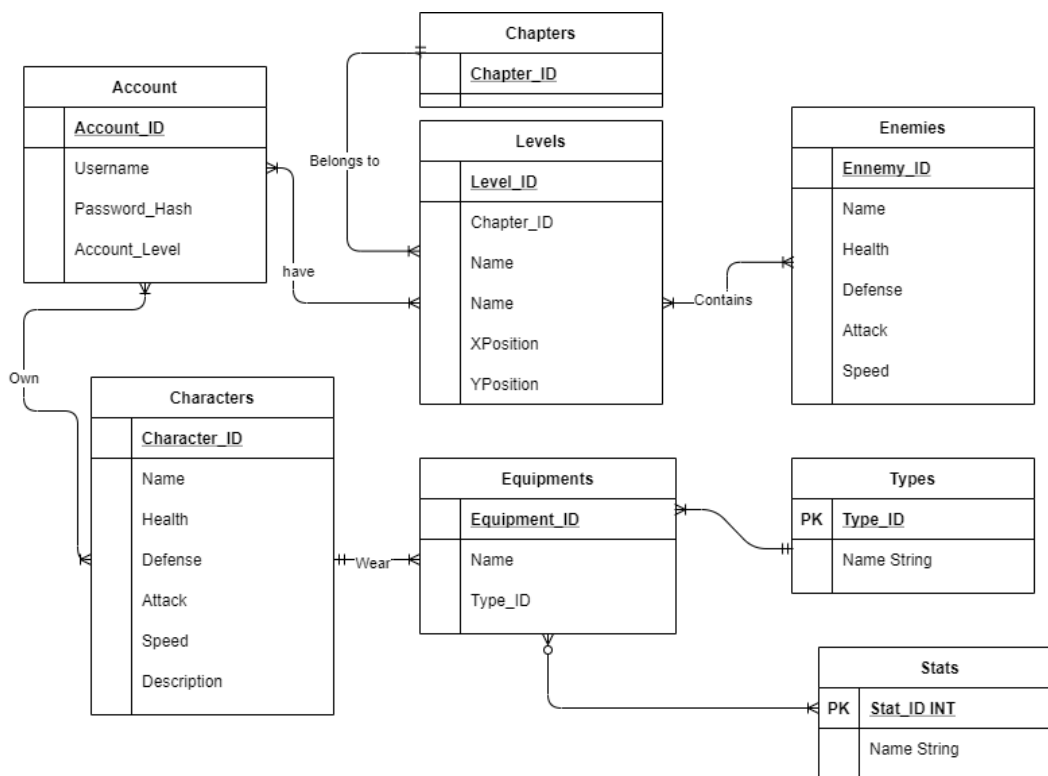 Chapters
Chapter_ID
Account
Account_ID
Username
Password_Hash
Account_Level
Belongs to
have
Levels
Level_ID
Chapter_ID
Name
Name
XPosition
YPosition
Contains
Enemies
Ennemy_ID
Name
Health
Defense
Attack
Speed
Own
Characters
Character_ID
Name
Health
Defense
Attack
Speed
Description
Wear
Equipments
Equipment_ID
Name
Type_ID
Types
PK Type_ID
Name String
Stats
PK Stat_ID INT
Name String